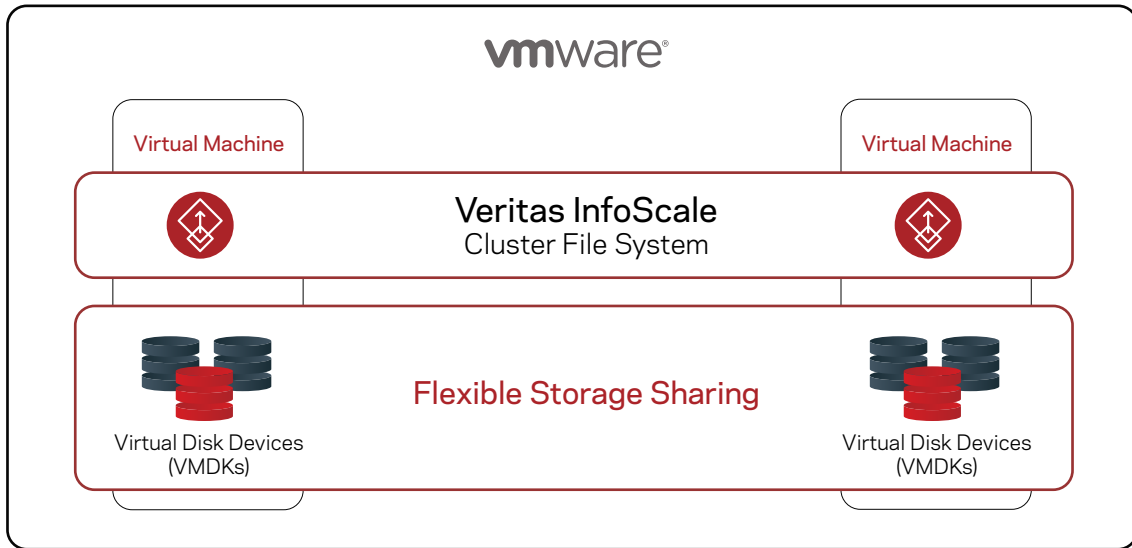 vmware®
Virtual Machine
Virtual Machine
Veritas InfoScale
Cluster File System
Flexible Storage Sharing
Virtual Disk Devices
(VMDKs)
Virtual Disk Devices
(VMDKs)